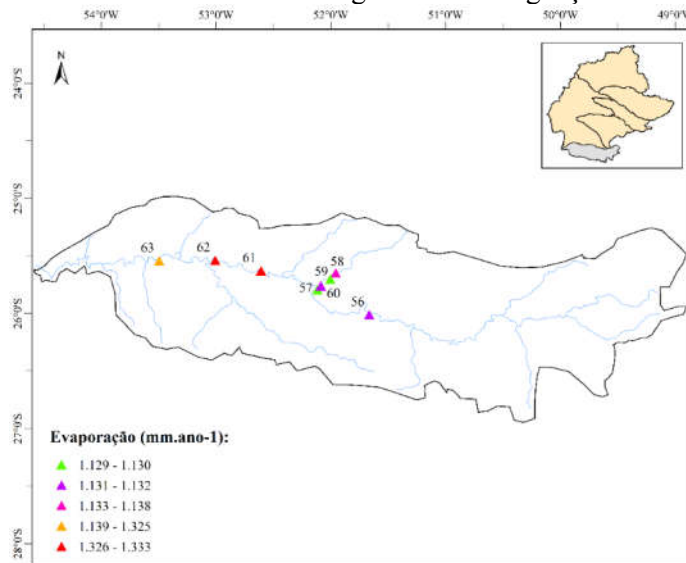 54°0'W 53°0'W 52°0'W 51°0'W 50°0'W 49°0'W
N
24°0'S
25°0'S
26°0'S
27°0'S
28°0'S
63
62
61
58
59
57
60
56
Evaporação (mm.ano-1):
1.129 - 1.130
1.131 - 1.132
1.133 - 1.138
1.139 - 1.325
1.326 - 1.333